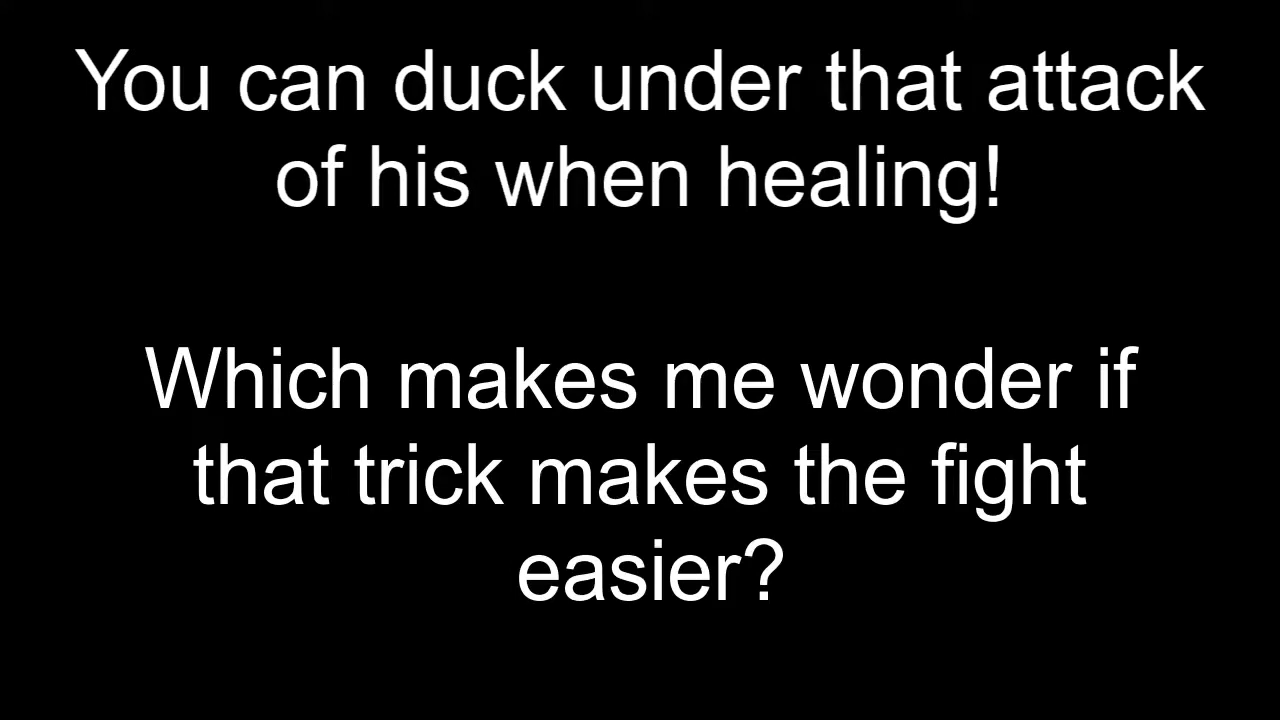 You can duck under that attack
of his when healing!
Which makes me wonder if
that trick makes the fight
easier?